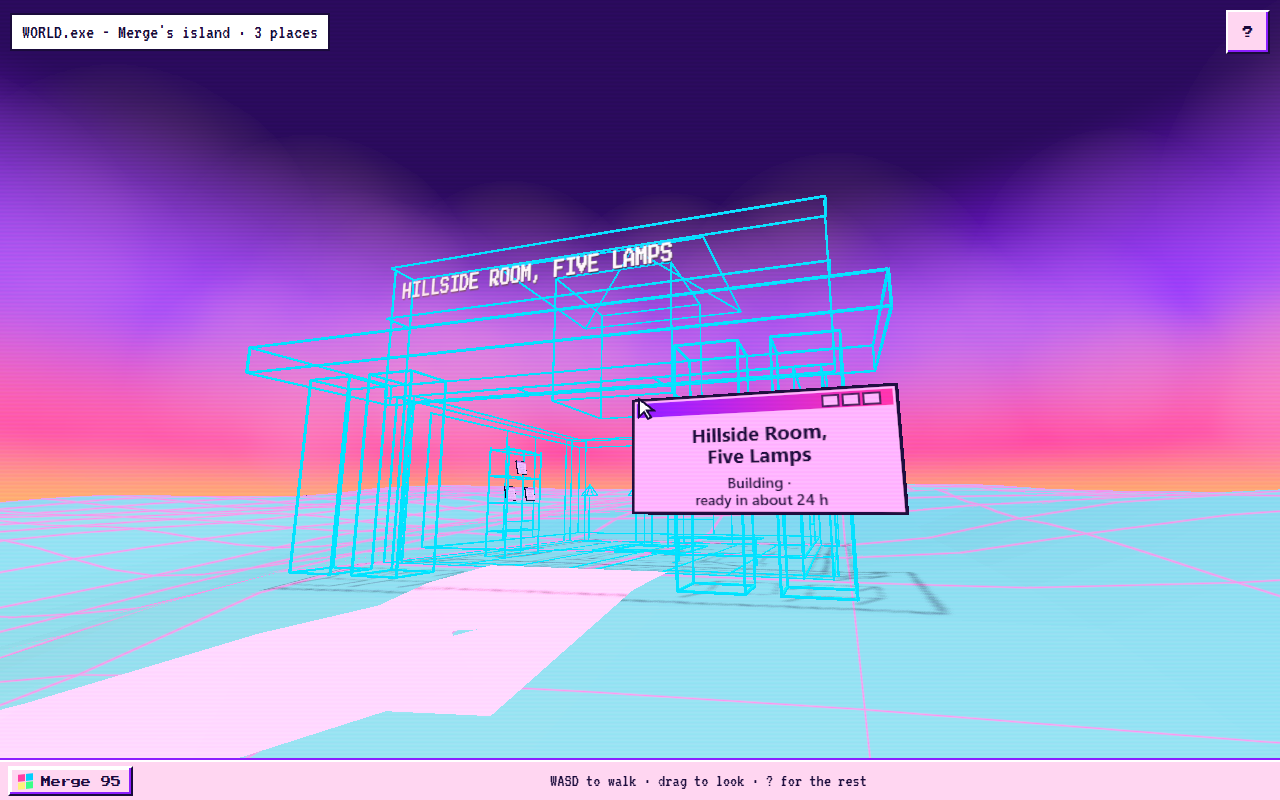 WORLD.exe - Merge's island · 3 places
?
HILLSIDE ROOM, FIVE LAMPS
Hillside Room,
Five Lamps
Building ·
ready in about 24 h
Merge 95
WASD to walk · drag to look · ? for the rest